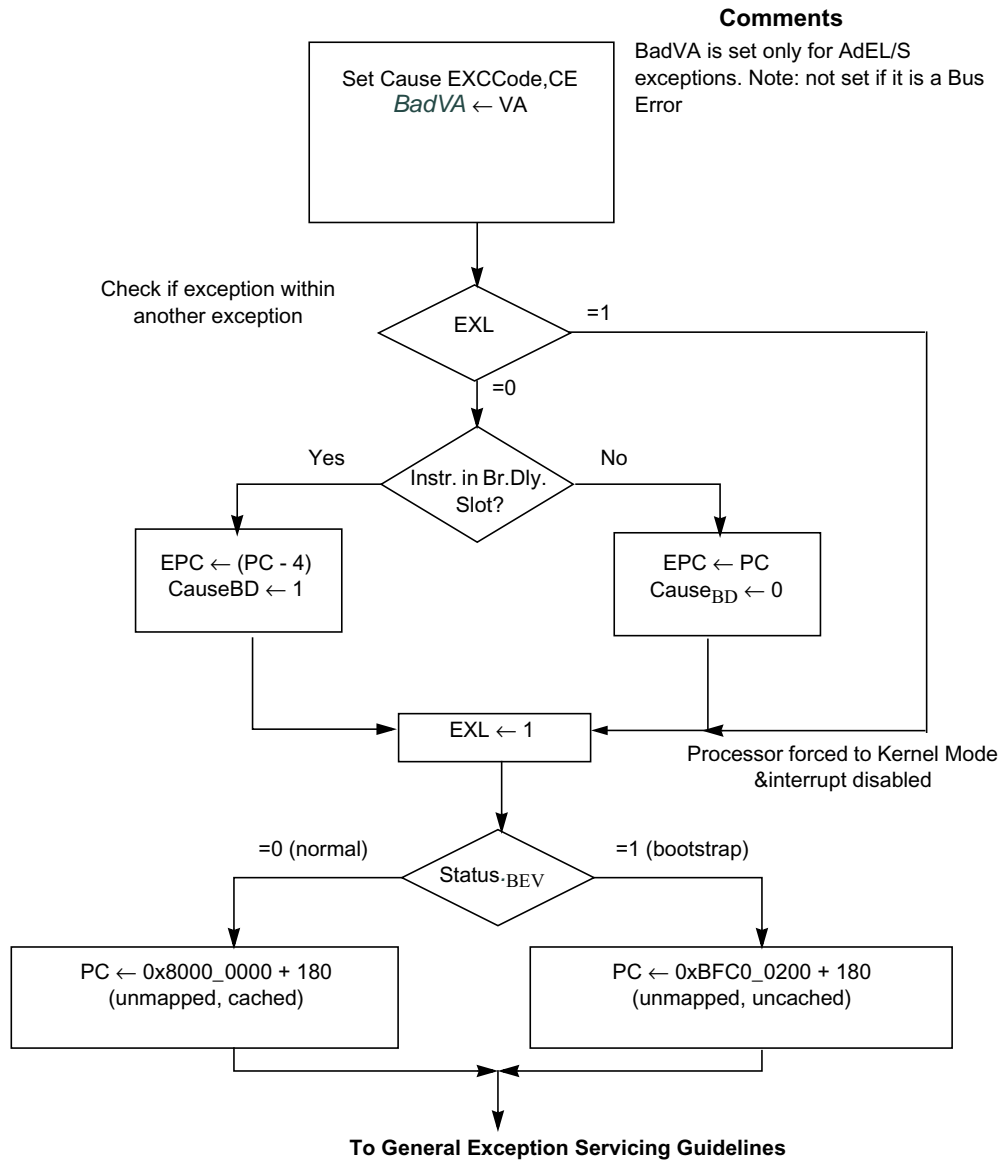 Comments
BadVA is set only for AdEL/S
exceptions. Note: not set if it is a Bus
Error
Set Cause EXCCode,CE
BadVA ← VA
Check if exception within
another exception
EXL
=1
=0
Yes
Instr. in Br.Dly.
Slot?
No
EPC ← (PC - 4)
CauseBD ← 1
EPC ← PC
CauseBD ← 0
EXL ← 1
Processor forced to Kernel Mode
&interrupt disabled
=0 (normal)
Status.BEV
=1 (bootstrap)
PC ← 0x8000_0000 + 180
(unmapped, cached)
PC ← 0xBFC0_0200 + 180
(unmapped, uncached)
To General Exception Servicing Guidelines